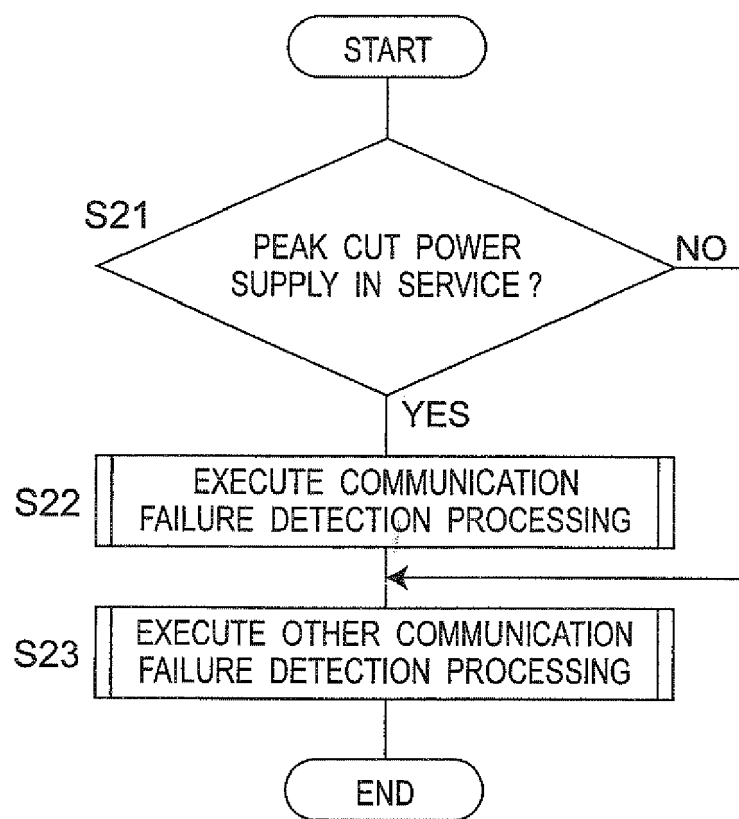 START
S21
PEAK CUT POWER
SUPPLY IN SERVICE ?
NO
YES
S22
EXECUTE COMMUNICATION
FAILURE DETECTION PROCESSING
S23
EXECUTE OTHER COMMUNICATION
FAILURE DETECTION PROCESSING
END